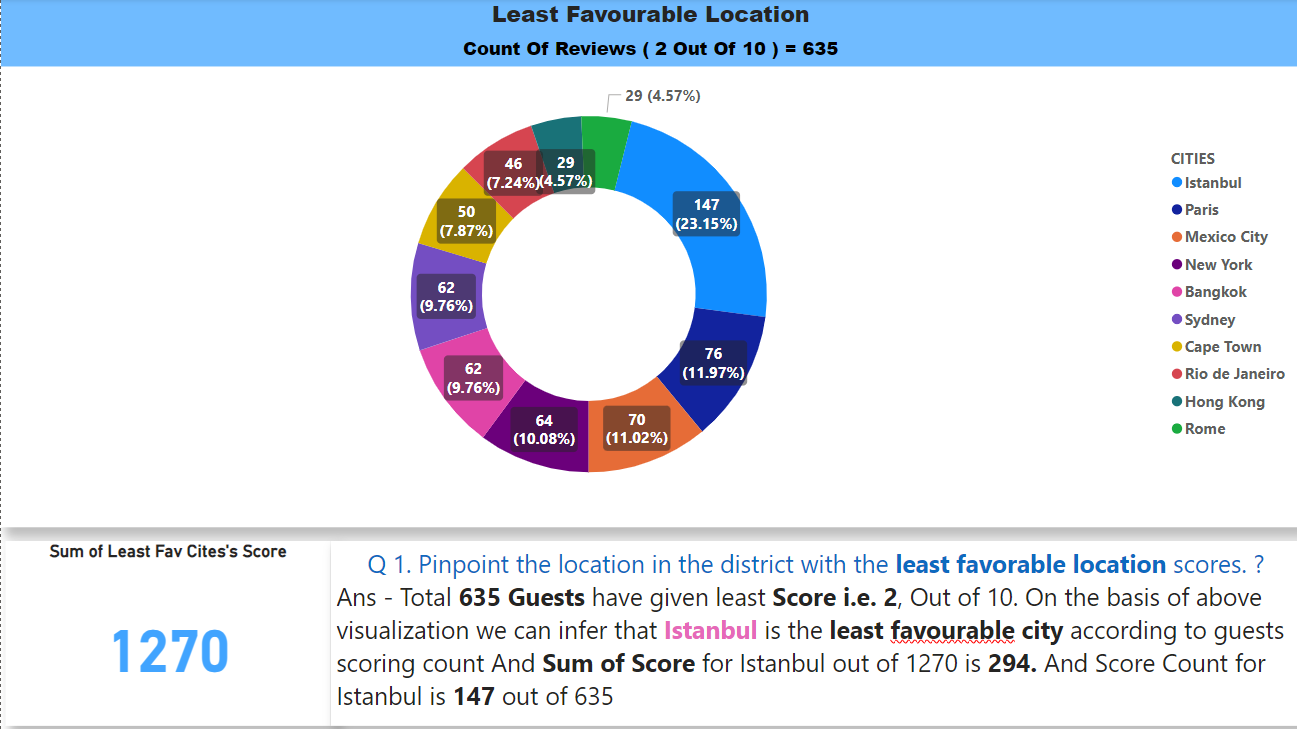 Least Favourable Location
Count Of Reviews ( 2 Out Of 10 ) = 635
29 (4.57%)
147
(23.15%)
76
(11.97%)
70
(11.02%)
64
(10.08%)
62
(9.76%)
62
(9.76%)
50
(7.87%)
46
(7.24%)
29
(4.57%)
CITIES
Istanbul
Paris
Mexico City
New York
Bangkok
Sydney
Cape Town
Rio de Janeiro
Hong Kong
Rome
Sum of Least Fav Cites's Score
1270
Q 1. Pinpoint the location in the district with the least favorable location scores. ?
Ans - Total 635 Guests have given least Score i.e. 2, Out of 10. On the basis of above
visualization we can infer that Istanbul is the least favourable city according to guests
scoring count And Sum of Score for Istanbul out of 1270 is 294. And Score Count for
Istanbul is 147 out of 635